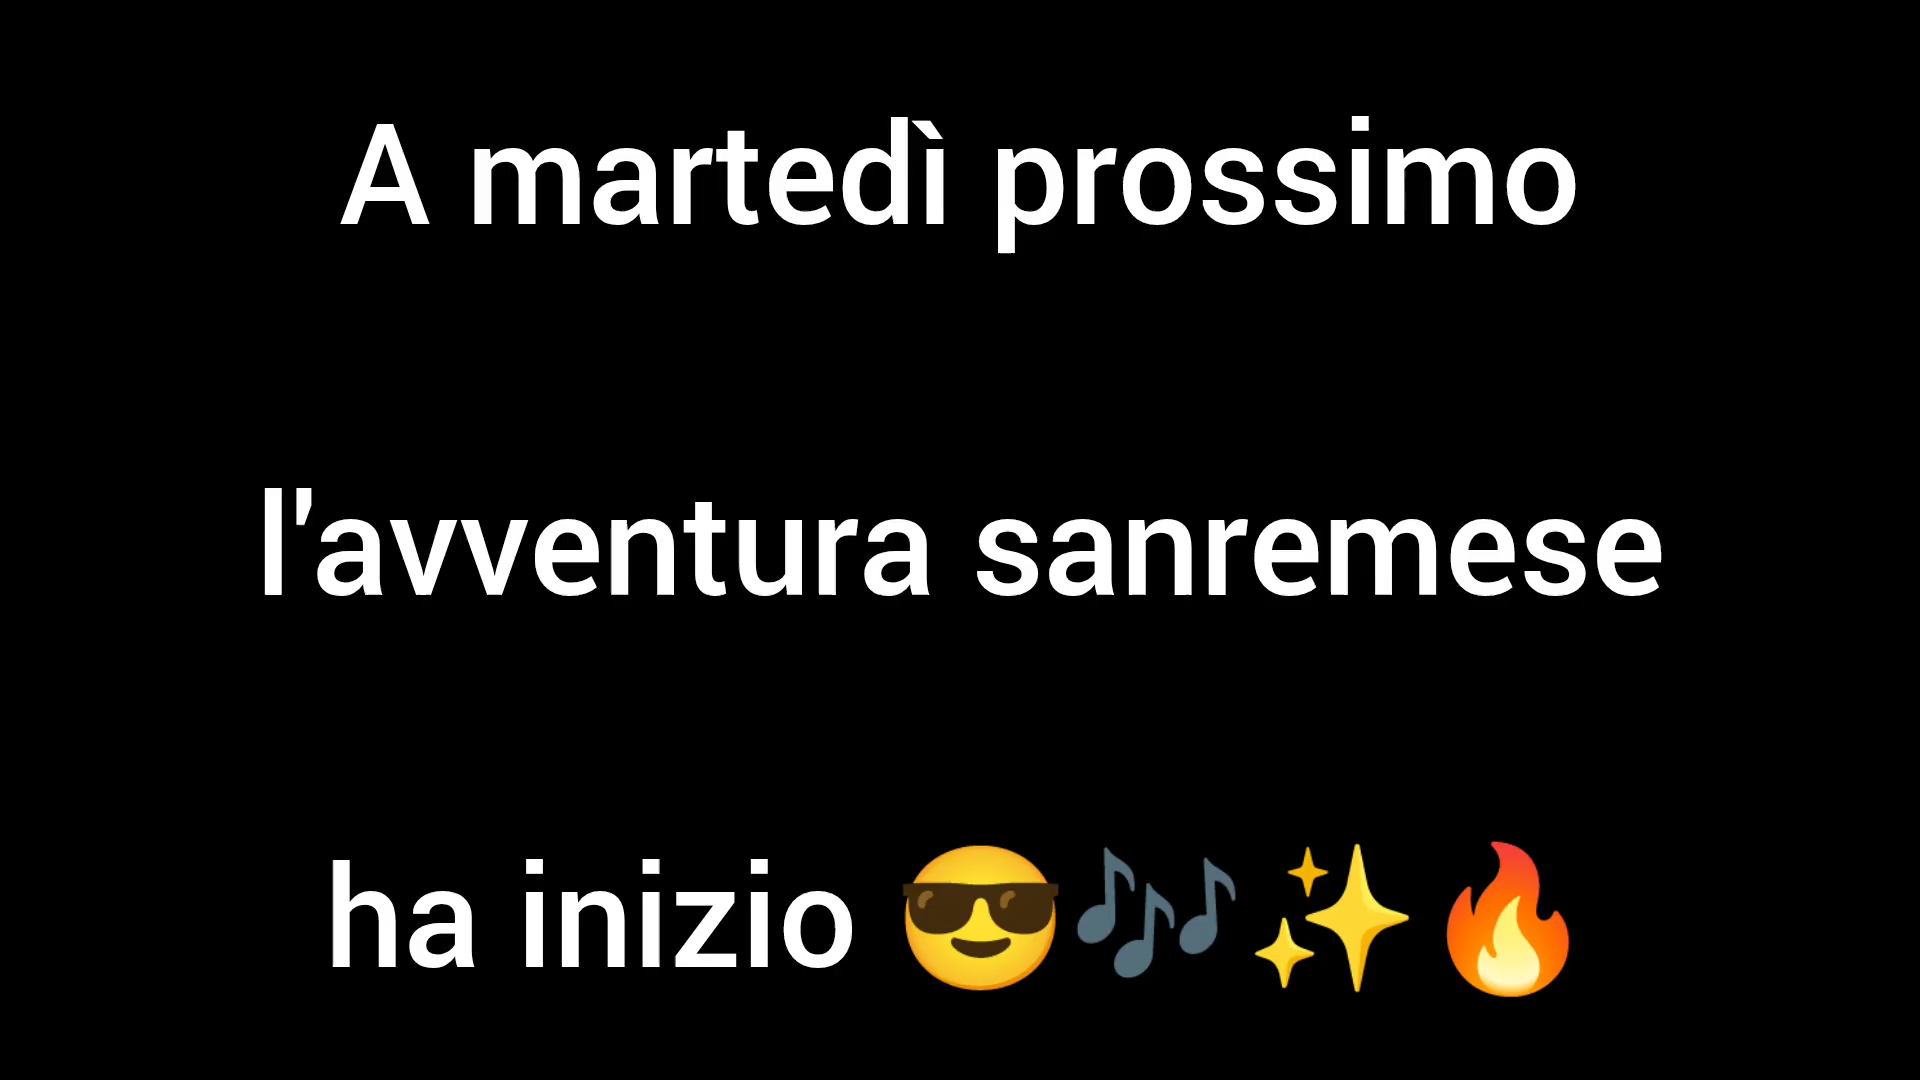 A martedì prossimo
l'avventura sanremese
ha inizio 😎🎶✨🔥